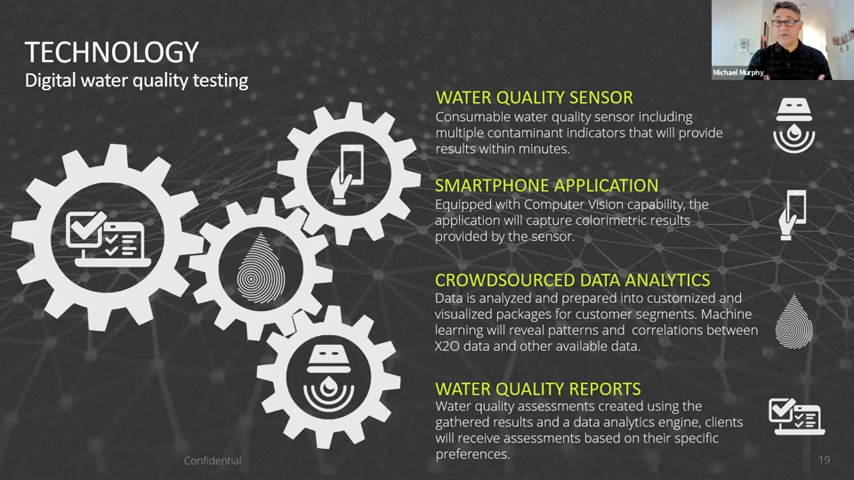 TECHNOLOGY
Digital water quality testing
Michael Murphy
WATER QUALITY SENSOR
Consumable water quality sensor including
multiple contaminant indicators that will provide
results within minutes.
SMARTPHONE APPLICATION
Equipped with Computer Vision capability, the
application will capture colorimetric results
provided by the sensor.
CROWDSOURCED DATA ANALYTICS
Data is analyzed and prepared into customized and
visualized packages for customer segments. Machine
learning will reveal patterns and correlations between
X2O data and other available data.
WATER QUALITY REPORTS
Water quality assessments created using the
gathered results and a data analytics engine, clients
will receive assessments based on their specific
preferences.
Confidential
19